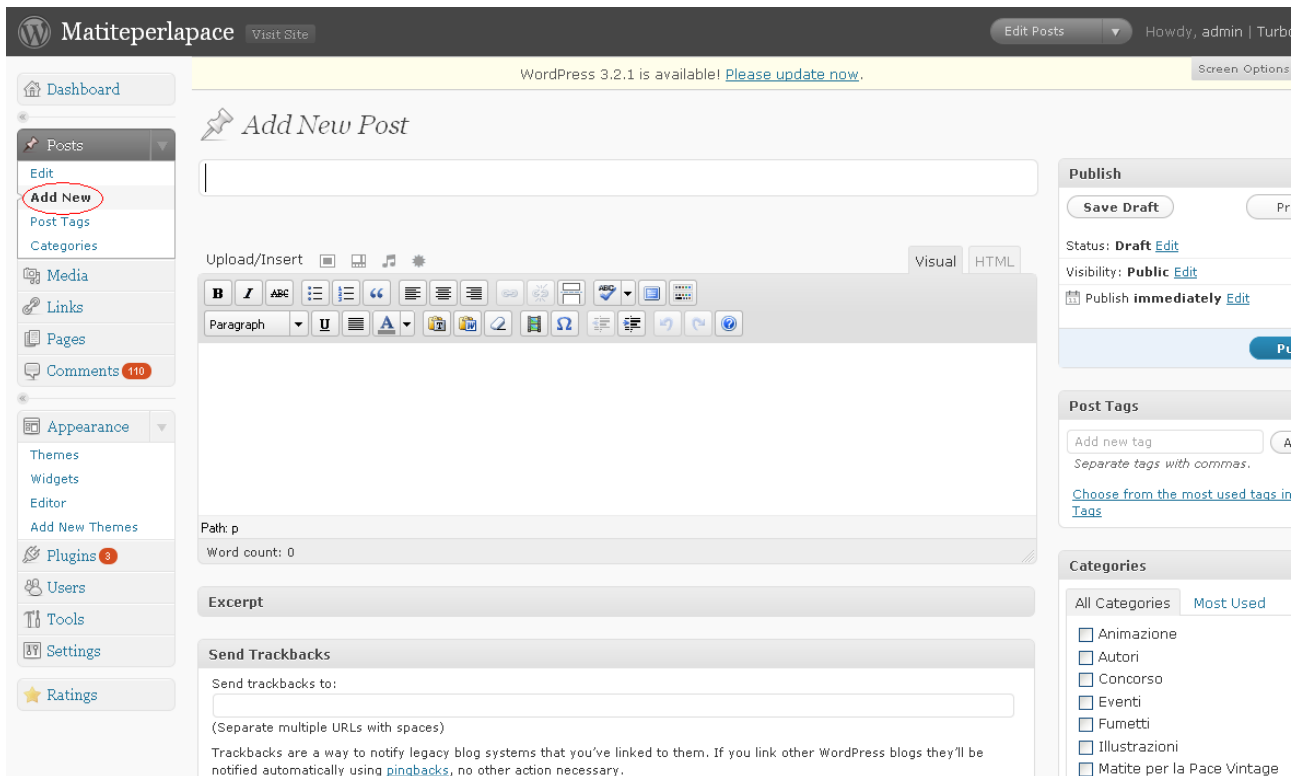 Matiteperlapace Visit Site Edit Posts Howdy, admin | Turbo
WordPress 3.2.1 is available! Please update now. Screen Options
Dashboard
Posts
Edit
Add New
Post Tags
Categories
Media
Links
Pages
Comments 110
Appearance
Themes
Widgets
Editor
Add New Themes
Plugins 3
Users
Tools
Settings
Ratings
Add New Post
Upload/Insert Visual HTML
B I ABC ABC
Paragraph U A T W Ω
Path: p
Word count: 0
Excerpt
Send Trackbacks
Send trackbacks to:
(Separate multiple URLs with spaces)
Trackbacks are a way to notify legacy blog systems that you've linked to them. If you link other WordPress blogs they'll be
notified automatically using pingbacks, no other action necessary.
Publish
Save Draft Pr
Status: Draft Edit
Visibility: Public Edit
Publish immediately Edit
Pu
Post Tags
Add new tag A
Separate tags with commas.
Choose from the most used tags in
Tags
Categories
All Categories Most Used
Animazione
Autori
Concorso
Eventi
Fumetti
Illustrazioni
Matite per la Pace Vintage